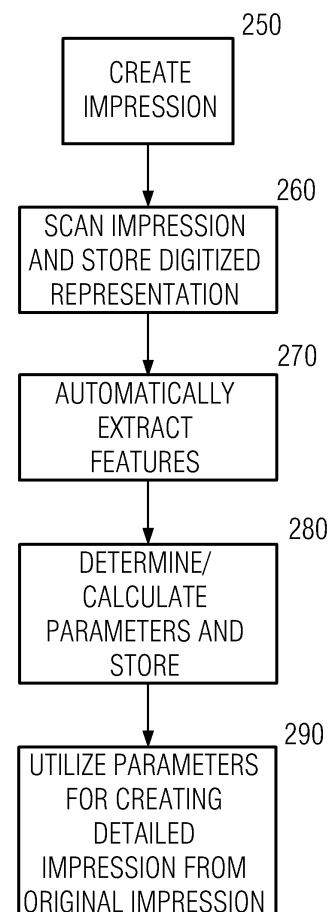 250
CREATE
IMPRESSION
260
SCAN IMPRESSION
AND STORE DIGITIZED
REPRESENTATION
270
AUTOMATICALLY
EXTRACT
FEATURES
280
DETERMINE/
CALCULATE
PARAMETERS AND
STORE
290
UTILIZE PARAMETERS
FOR CREATING
DETAILED
IMPRESSION FROM
ORIGINAL IMPRESSION